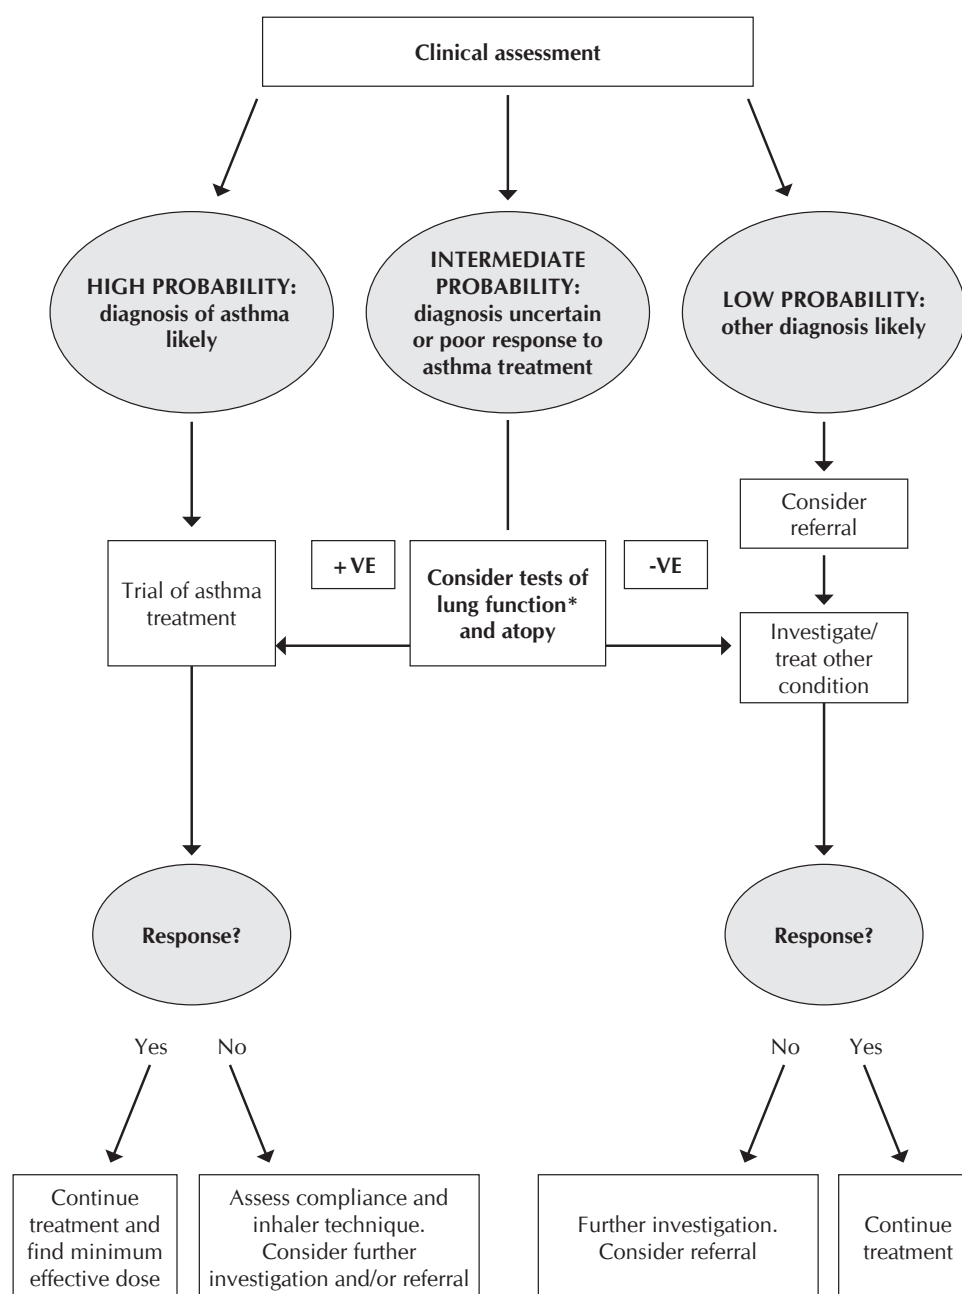 Clinical assessment
HIGH PROBABILITY:
diagnosis of asthma
likely
INTERMEDIATE
PROBABILITY:
diagnosis uncertain
or poor response to
asthma treatment
LOW PROBABILITY:
other diagnosis likely
Consider
referral
Trial of asthma
treatment
+VE
Consider tests of
lung function*
and atopy
-VE
Investigate/
treat other
condition
Response?
Response?
Yes
No
No
Yes
Continue
treatment and
find minimum
effective dose
Assess compliance and
inhaler technique.
Consider further
investigation and/or referral
Further investigation.
Consider referral
Continue
treatment